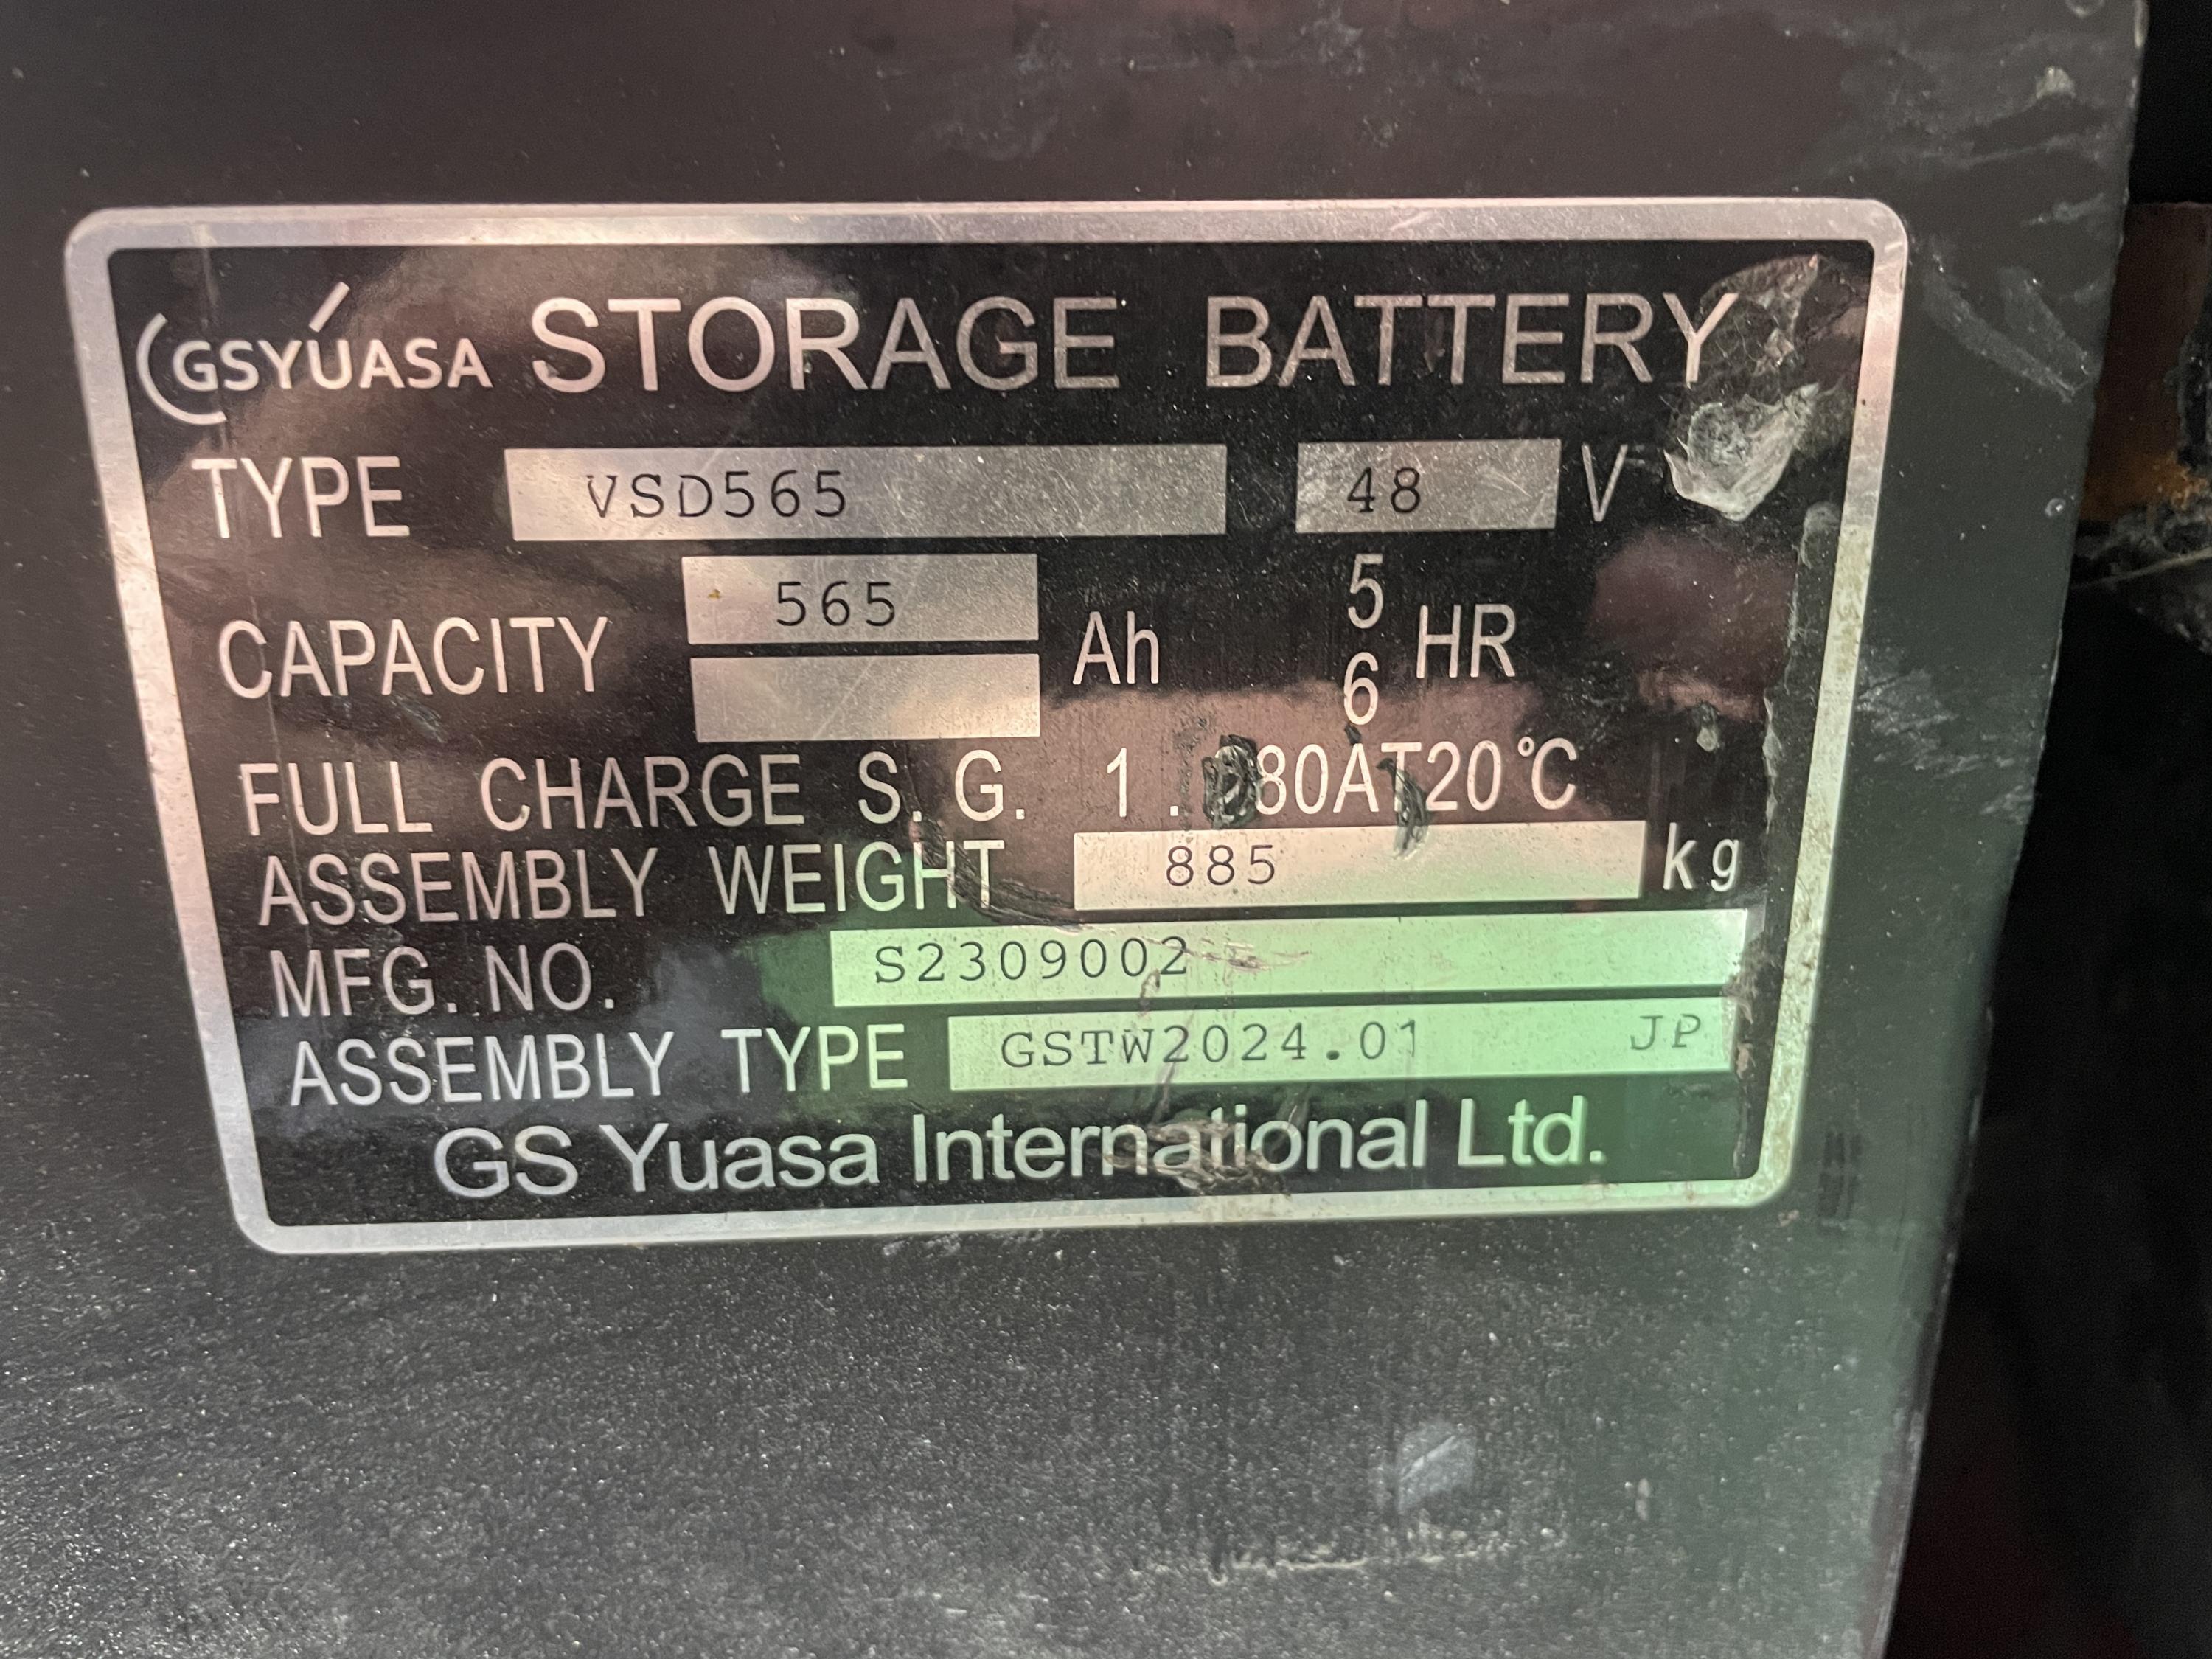 GSYUASA STORAGE BATTERY
TYPE VSD565 48 V
CAPACITY 565 Ah 5 HR
6
FULL CHARGE S. G. 80AT20℃
ASSEMBLY WEIGHT 885 kg
MFG. NO. S2309002
ASSEMBLY TYPE GSTW2024.01 JP
GS Yuasa International Ltd.